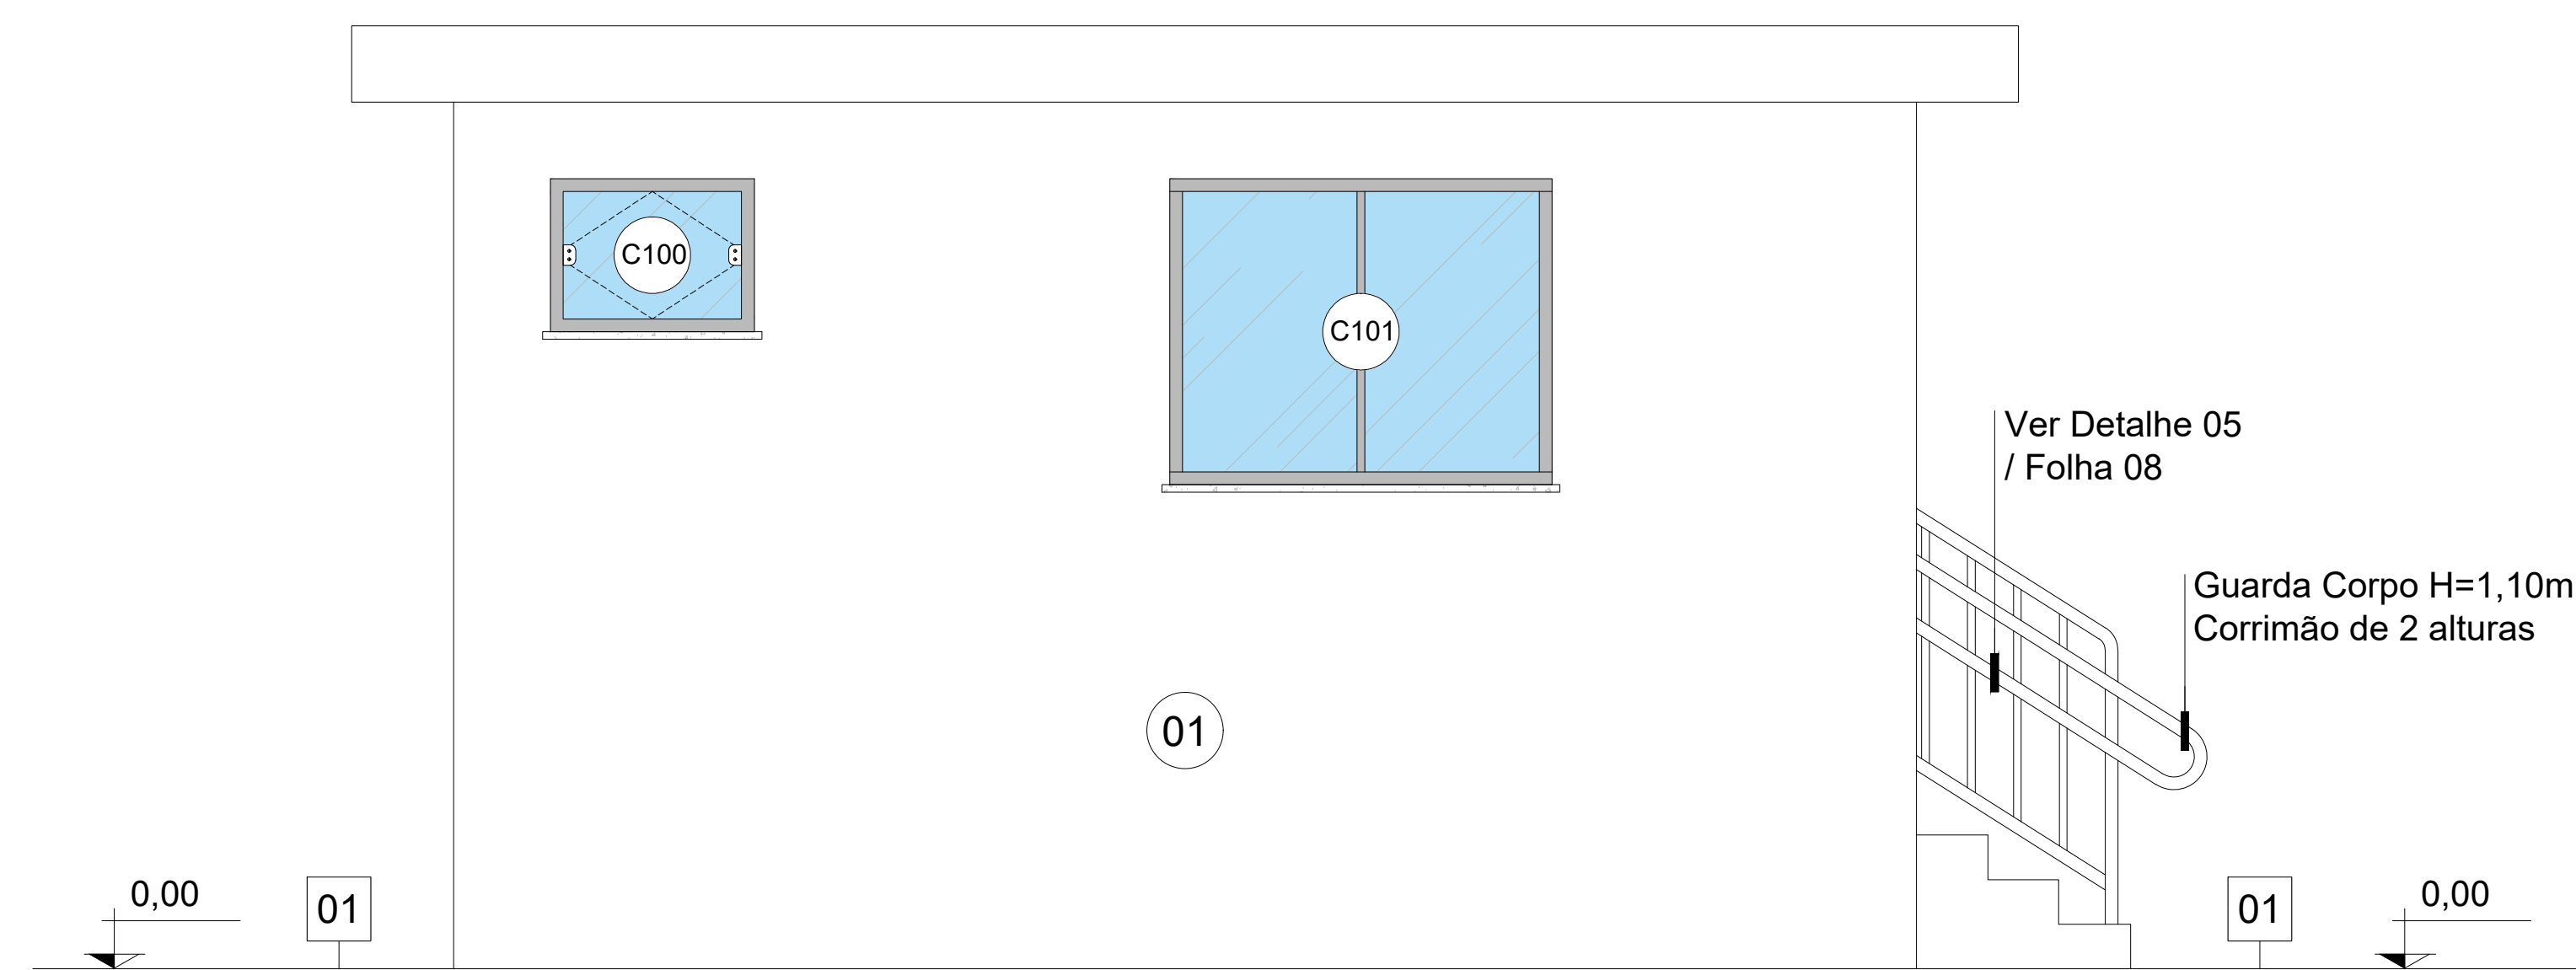 C100
C101
Ver Detalhe 05
/ Folha 08
Guarda Corpo H=1,10m
Corrimão de 2 alturas
01
0,00
01
01
0,00